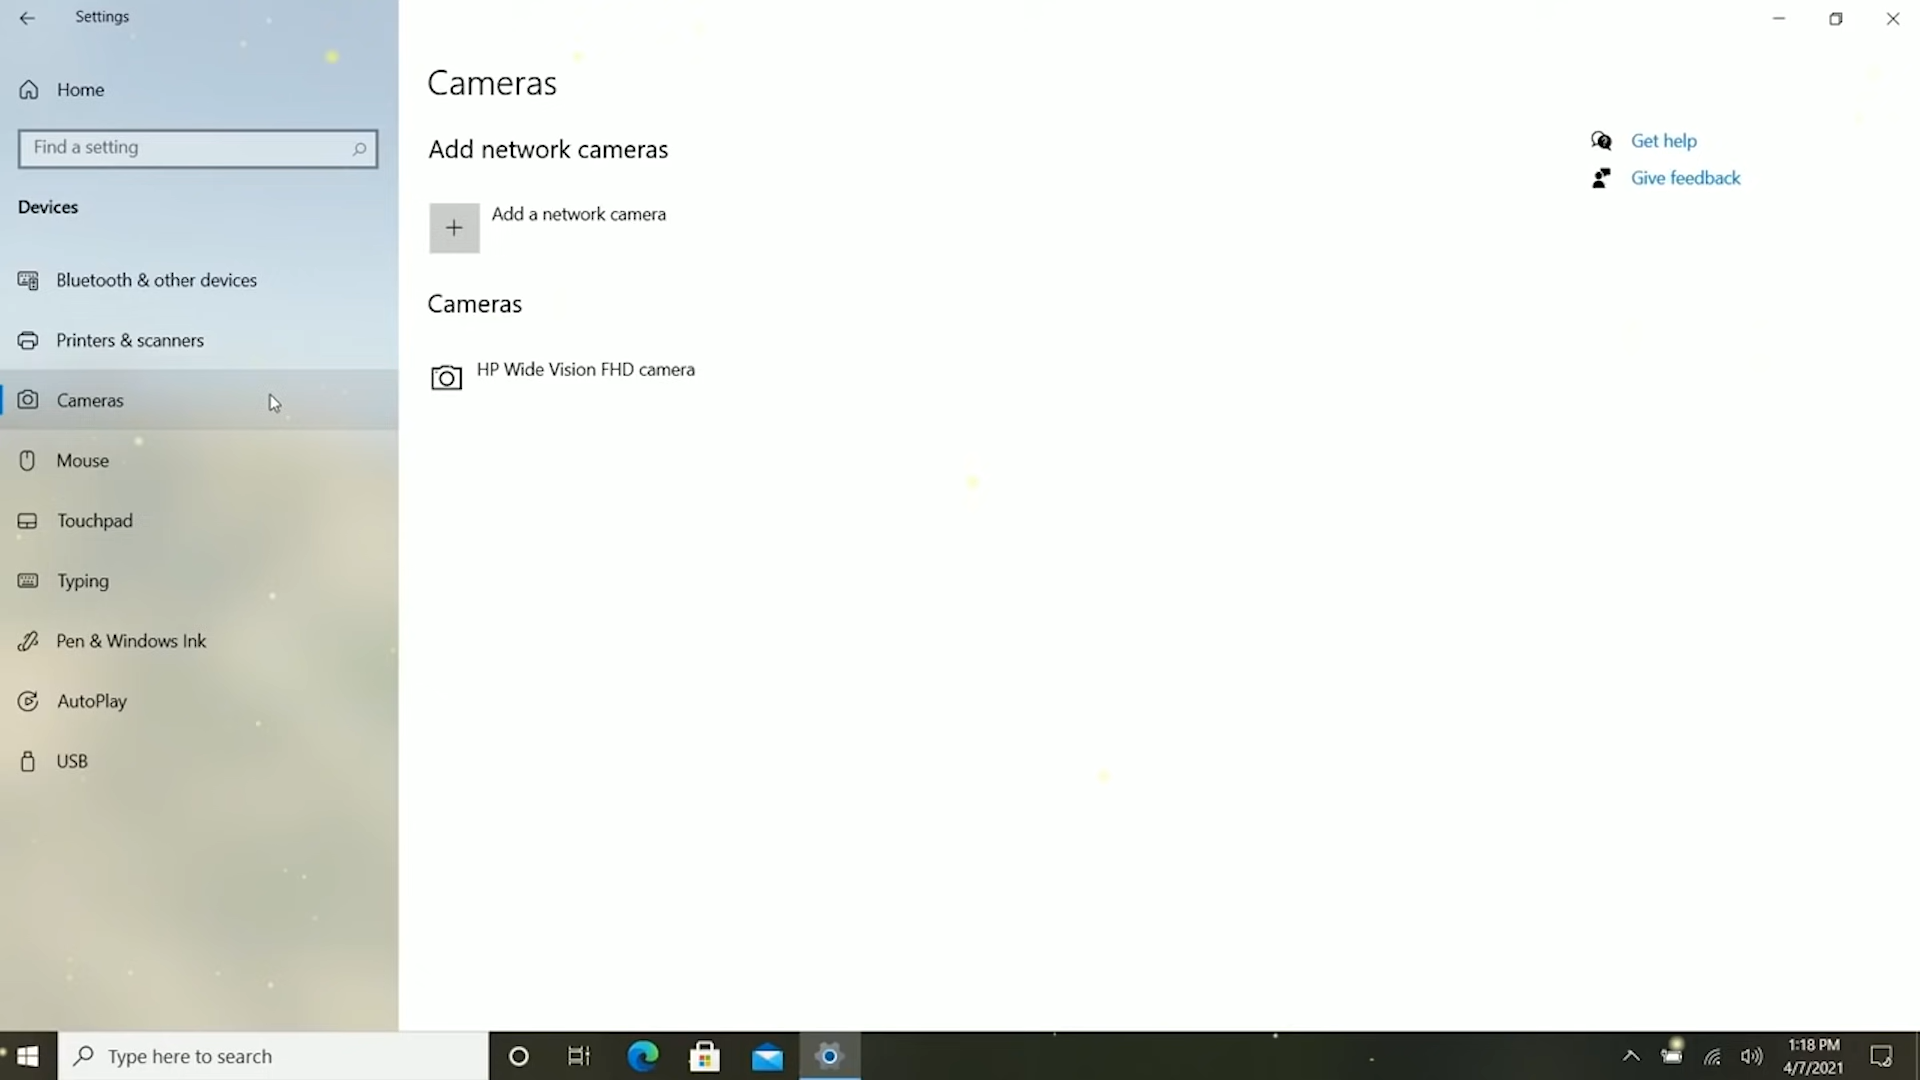 Settings
Home
Find a setting
Devices
Bluetooth & other devices
Printers & scanners
Cameras
Mouse
Touchpad
Typing
Pen & Windows Ink
AutoPlay
USB
Cameras
Add network cameras
Add a network camera
Cameras
HP Wide Vision FHD camera
Get help
Give feedback
Type here to search
1:18 PM
4/7/2021